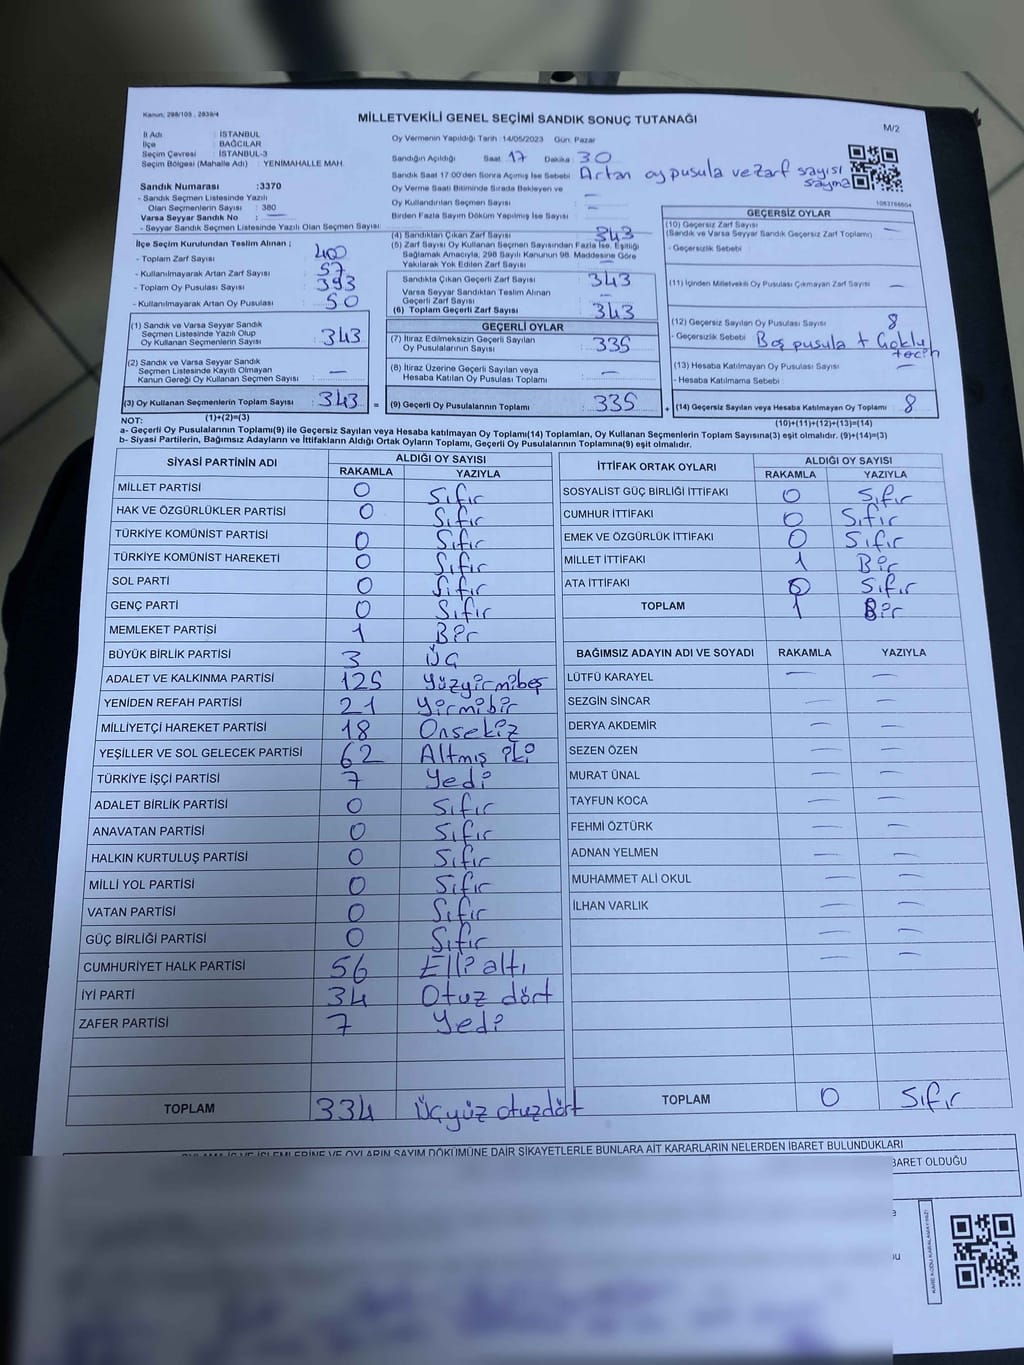 Kanun; 298/105 , 2839/4
MİLLETVEKİLİ GENEL SEÇİMİ SANDIK SONUÇ TUTANAĞI
M/2
İl Adı : İSTANBUL
İlçe : BAĞCILAR
Seçim Çevresi : İSTANBUL-3
Seçim Bölgesi (Mahalle Adı) : YENİMAHALLE MAH.
Oy Vermenin Yapıldığı Tarih : 14/05/2023 Gün: Pazar
Sandığın Açıldığı Saat 17 Dakika 30
Sandık Saat 17:00'den Sonra Açılmış İse Sebebi : Artan oy pusula ve zarf sayısı sayma
Oy Verme Saati Bitiminde Sırada Bekleyen ve
Oy Kullandırılan Seçmen Sayısı : —
Birden Fazla Sayım Döküm Yapılmış İse Sayısı : —
1083766604
Sandık Numarası :3370
- Sandık Seçmen Listesinde Yazılı
Olan Seçmenlerin Sayısı : 380
Varsa Seyyar Sandık No : —
- Seyyar Sandık Seçmen Listesinde Yazılı Olan Seçmen Sayısı:
İlçe Seçim Kurulundan Teslim Alınan ;
- Toplam Zarf Sayısı : 400
- Kullanılmayarak Artan Zarf Sayısı : 57
- Toplam Oy Pusulası Sayısı : 393
- Kullanılmayarak Artan Oy Pusulası : 50
(1) Sandık ve Varsa Seyyar Sandık
Seçmen Listesinde Yazılı Olup
Oy Kullanan Seçmenlerin Sayısı : 343
(2) Sandık ve Varsa Seyyar Sandık
Seçmen Listesinde Kayıtlı Olmayan
Kanun Gereği Oy Kullanan Seçmen Sayısı : —
(3) Oy Kullanan Seçmenlerin Toplam Sayısı : 343 =
(1)+(2)=(3)
(4) Sandıktan Çıkan Zarf Sayısı : 343
(5) Zarf Sayısı Oy Kullanan Seçmen Sayısından Fazla İse, Eşitliği
Sağlamak Amacıyla, 298 Sayılı Kanunun 98. Maddesine Göre
Yakılarak Yok Edilen Zarf Sayısı : —
Sandıkta Çıkan Geçerli Zarf Sayısı : 343
Varsa Seyyar Sandıktan Teslim Alınan
Geçerli Zarf Sayısı : —
(6) Toplam Geçerli Zarf Sayısı : 343
GEÇERLİ OYLAR
(7) İtiraz Edilmeksizin Geçerli Sayılan
Oy Pusulalarının Sayısı : 335
(8) İtiraz Üzerine Geçerli Sayılan veya
Hesaba Katılan Oy Pusulası Toplamı : —
(9) Geçerli Oy Pusulalarının Toplamı : 335 +
GEÇERSİZ OYLAR
(10) Geçersiz Zarf Sayısı
(Sandık ve Varsa Seyyar Sandık Geçersiz Zarf Toplamı) : —
- Geçersizlik Sebebi :
(11) İçinden Milletvekili Oy Pusulası Çıkmayan Zarf Sayısı : —
(12) Geçersiz Sayılan Oy Pusulası Sayısı : 8
- Geçersizlik Sebebi : Boş pusula + Çoklu tercih
(13) Hesaba Katılmayan Oy Pusulası Sayısı : —
- Hesaba Katılmama Sebebi :
(14) Geçersiz Sayılan veya Hesaba Katılmayan Oy Pusulası Toplamı : 8
(10)+(11)+(12)+(13)=(14)
NOT:
a- Geçerli Oy Pusulaları Toplamı(9) ile Geçersiz Sayılan veya Hesaba Katılmayan Oy Pusulası Toplamı(14) Toplamları, Oy Kullanan Seçmenlerin Toplam Sayısına(3) eşit olmalıdır. (9)+(14)=(3)
b- Siyasi Partilerin, Bağımsız Adayların ve İttifakların Aldığı Ortak Oyların Toplamı, Geçerli Oy Pusulalarının Toplamına(9) eşit olmalıdır.
SİYASİ PARTİNİN ADI ALDIĞI OY SAYISI
RAKAMLA YAZIYLA
MİLLET PARTİSİ 0 Sıfır
HAK VE ÖZGÜRLÜKLER PARTİSİ 0 Sıfır
TÜRKİYE KOMÜNİST PARTİSİ 0 Sıfır
TÜRKİYE KOMÜNİST HAREKETİ 0 Sıfır
SOL PARTİ 0 Sıfır
GENÇ PARTİ 0 Sıfır
MEMLEKET PARTİSİ 1 Bir
BÜYÜK BİRLİK PARTİSİ 3 Üç
ADALET VE KALKINMA PARTİSİ 125 Yüzyirmibeş
YENİDEN REFAH PARTİSİ 21 Yirmibir
MİLLİYETÇİ HAREKET PARTİSİ 18 Onsekiz
YEŞİLLER VE SOL GELECEK PARTİSİ 62 Altmış iki
TÜRKİYE İŞÇİ PARTİSİ 7 Yedi
ADALET BİRLİK PARTİSİ 0 Sıfır
ANAVATAN PARTİSİ 0 Sıfır
HALKIN KURTULUŞ PARTİSİ 0 Sıfır
MİLLİ YOL PARTİSİ 0 Sıfır
VATAN PARTİSİ 0 Sıfır
GÜÇ BİRLİĞİ PARTİSİ 0 Sıfır
CUMHURİYET HALK PARTİSİ 56 Elli altı
İYİ PARTİ 34 Otuz dört
ZAFER PARTİSİ 7 Yedi
TOPLAM 334 Üçyüz otuzdört
İTTİFAK ORTAK OYLARI ALDIĞI OY SAYISI
RAKAMLA YAZIYLA
SOSYALİST GÜÇ BİRLİĞİ İTTİFAKI 0 Sıfır
CUMHUR İTTİFAKI 0 Sıfır
EMEK VE ÖZGÜRLÜK İTTİFAKI 0 Sıfır
MİLLET İTTİFAKI 1 Bir
ATA İTTİFAKI 0 Sıfır
TOPLAM 1 Bir
BAĞIMSIZ ADAYIN ADI VE SOYADI RAKAMLA YAZIYLA
LÜTFÜ KARAYEL — —
SEZGİN SİNCAR — —
DERYA AKDEMİR — —
SEZEN ÖZEN — —
MURAT ÜNAL — —
TAYFUN KOCA — —
FEHMİ ÖZTÜRK — —
ADNAN YELMEN — —
MUHAMMET ALİ OKUL — —
İLHAN VARLIK — —
— —
— —
TOPLAM 0 Sıfır
OYLAMA İŞ VE İŞLEMLERİNE VE OYLARIN SAYIM DÖKÜMÜNE DAİR ŞİKAYETLERLE BUNLARA AİT KARARLARIN NELERDEN İBARET BULUNDUKLARI
BARET OLDUĞU
KARE KODU KARALAMAYINIZ!